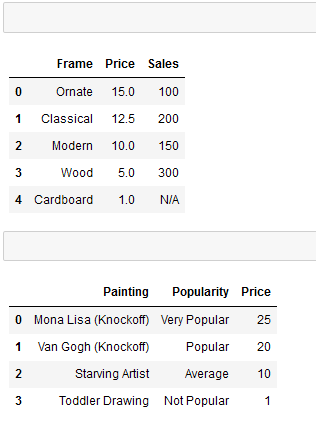 Frame Price Sales
0 Ornate 15.0 100
1 Classical 12.5 200
2 Modern 10.0 150
3 Wood 5.0 300
4 Cardboard 1.0 N/A
Painting Popularity Price
0 Mona Lisa (Knockoff) Very Popular 25
1 Van Gogh (Knockoff) Popular 20
2 Starving Artist Average 10
3 Toddler Drawing Not Popular 1